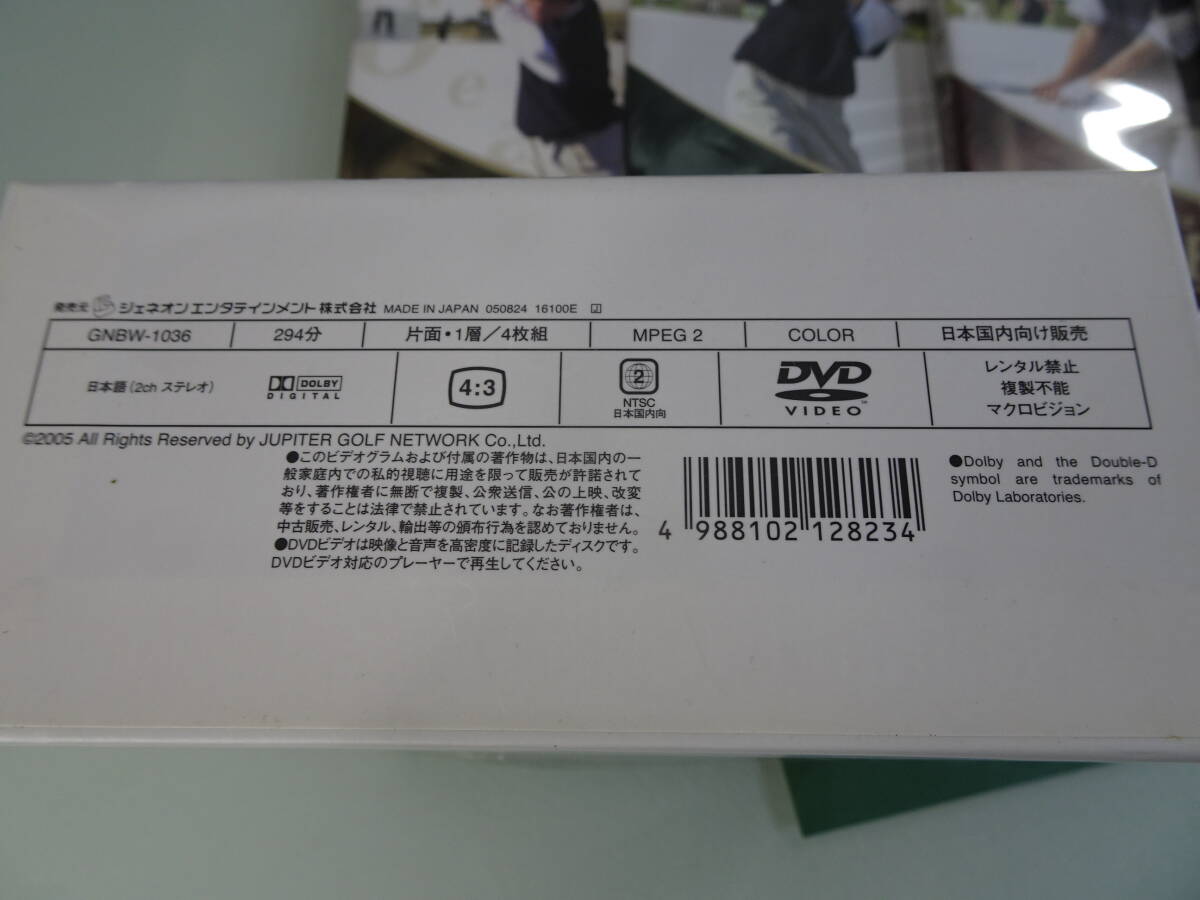 発売元 ジェネオン エンタテインメント株式会社 MADE IN JAPAN 050824 16100E J
GNBW-1036 294分 片面・1層/4枚組 MPEG 2 COLOR 日本国内向け販売
日本語(2ch ステレオ) DOLBY DIGITAL 4:3 2 NTSC 日本国内向 DVD VIDEO レンタル禁止 複製不能 マクロビジョン
©2005 All Rights Reserved by JUPITER GOLF NETWORK Co.,Ltd.
●このビデオグラムおよび付属の著作物は、日本国内の一
般家庭内での私的視聴に用途を限って販売が許諾されて
おり、著作権者に無断で複製、公衆送信、公の上映、改変
等をすることは法律で禁止されています。なお著作権者は、
中古販売、レンタル、輸出等の頒布行為を認めておりません。
●DVDビデオは映像と音声を高密度に記録したディスクです。
DVDビデオ対応のプレーヤーで再生してください。
4 988102 128234
●Dolby and the Double-D
symbol are trademarks of
Dolby Laboratories.